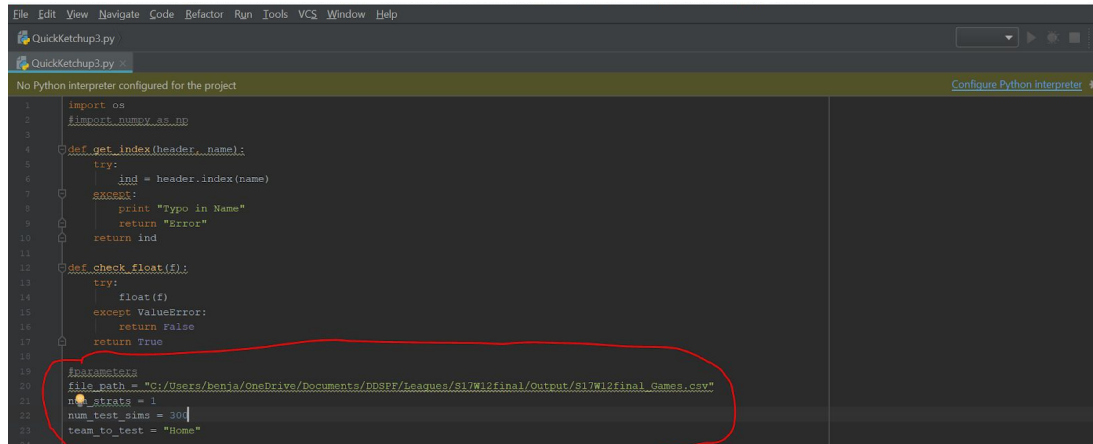 File Edit View Navigate Code Refactor Run Tools VCS Window Help
QuickKetchup3.py
QuickKetchup3.py ×
No Python interpreter configured for the project Configure Python interpreter
1 import os
2 #import numpy as np
3
4 def get_index(header, name):
5 try:
6 ind = header.index(name)
7 except:
8 print "Typo in Name"
9 return "Error"
10 return ind
11
12 def check_float(f):
13 try:
14 float(f)
15 except ValueError:
16 return False
17 return True
18
19 #parameters
20 file_path = "C:/Users/benja/OneDrive/Documents/DDSPF/Leagues/S17W12final/Output/S17W12final_Games.csv"
21 _strats = 1
22 num_test_sims = 300
23 team_to_test = "Home"